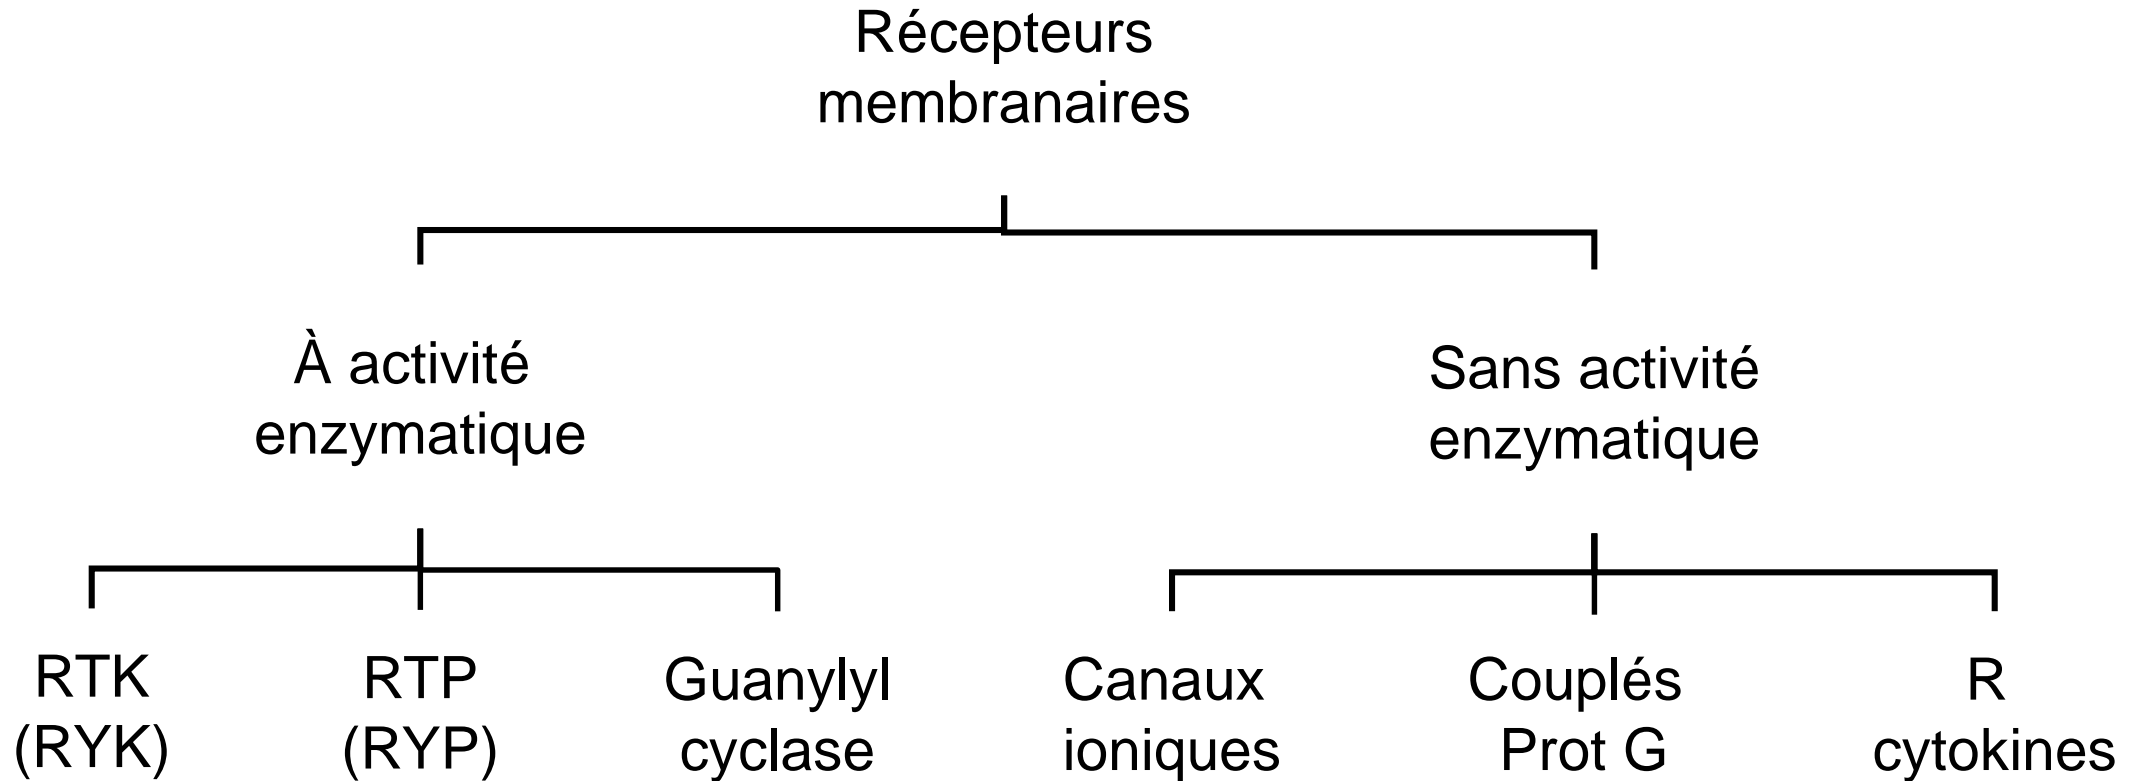 Récepteurs
membranaires
À activité
enzymatique
Sans activité
enzymatique
RTK
(RYK)
RTP
(RYP)
Guanylyl
cyclase
Canaux
ioniques
Couplés
Prot G
R
cytokines